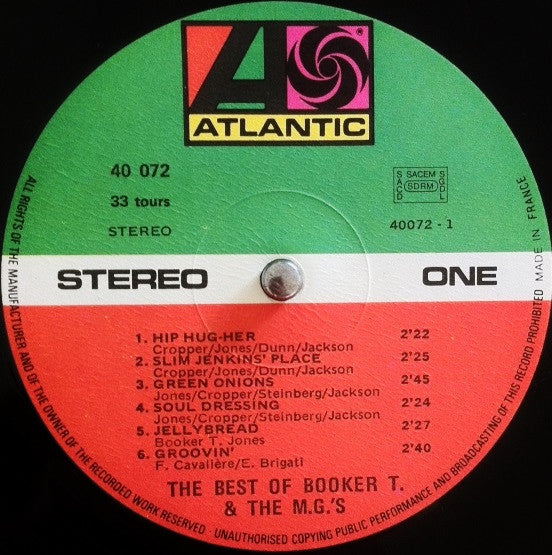 ATLANTIC
40 072
33 tours
STEREO
SACD SACEM SGDL
SDRM
40072 - 1
STEREO ONE
1. HIP HUG-HER 2'22
Cropper/Jones/Dunn/Jackson
2. SLIM JENKINS' PLACE 2'25
Cropper/Jones/Dunn/Jackson
3. GREEN ONIONS 2'45
Jones/Cropper/Steinberg/Jackson
4. SOUL DRESSING 2'24
Jones/Cropper/Steinberg/Jackson
5. JELLYBREAD 2'27
Booker T. Jones
6. GROOVIN' 2'40
F. Cavalière/E. Brigati
THE BEST OF BOOKER T.
& THE M.G.'S
ALL RIGHTS OF THE MANUFACTURER AND OF THE OWNER OF THE RECORDED WORK RESERVED - UNAUTHORISED COPYING PUBLIC PERFORMANCE AND BROADCASTING OF THIS RECORD PROHIBITED MADE IN FRANCE